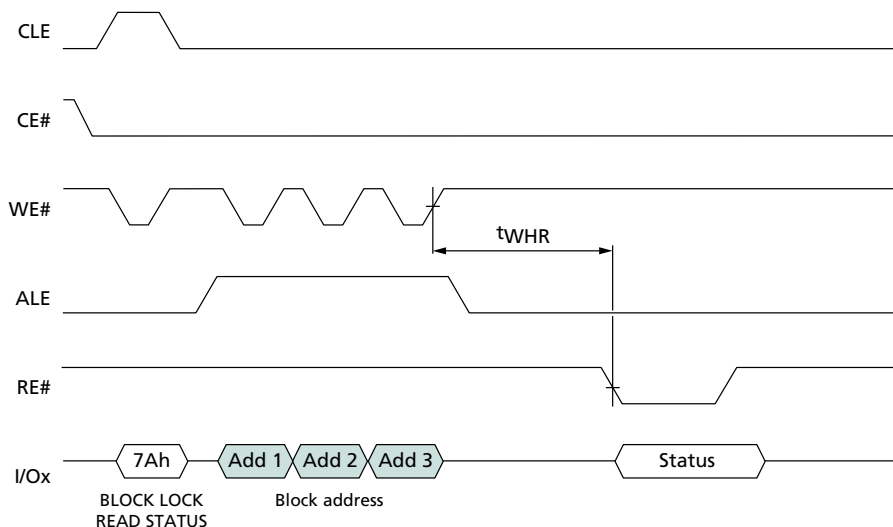 CLE
CE#
WE#
tWHR
ALE
RE#
I/Ox
7Ah
Add 1
Add 2
Add 3
Status
BLOCK LOCK
READ STATUS
Block address